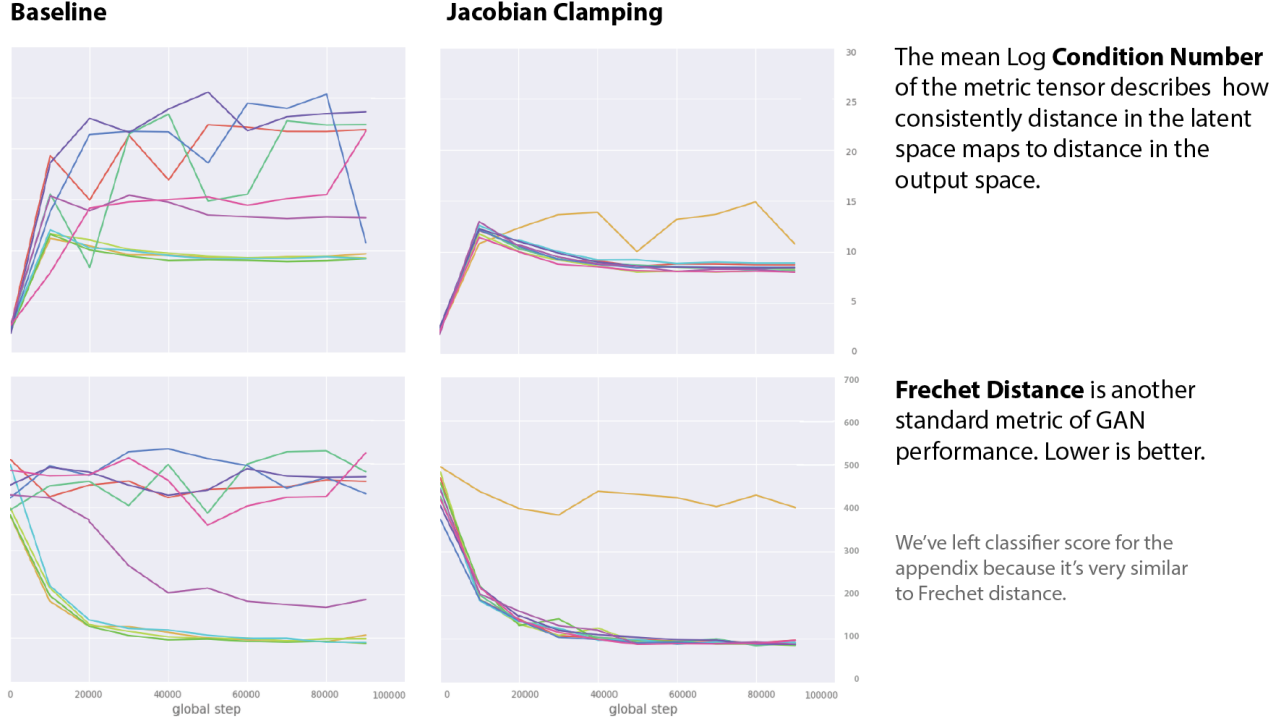 Baseline
Jacobian Clamping
30
25
20
15
10
5
0
The mean Log Condition Number
of the metric tensor describes how
consistently distance in the latent
space maps to distance in the
output space.
700
600
500
400
300
200
100
0
Frechet Distance is another
standard metric of GAN
performance. Lower is better.
We've left classifier score for the
appendix because it's very similar
to Frechet distance.
0 20000 40000 60000 80000 100000
global step
0 20000 40000 60000 80000 100000
global step